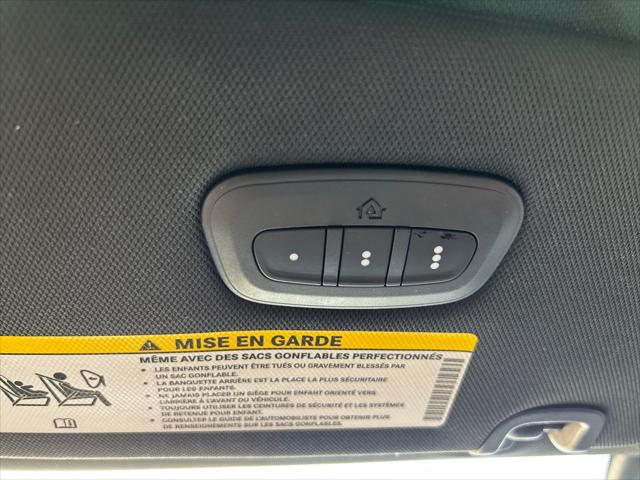 MISE EN GARDE
MÊME AVEC DES SACS GONFLABLES PERFECTIONNÉS
• LES ENFANTS PEUVENT ÊTRE TUÉS OU GRAVEMENT BLESSÉS PAR
UN SAC GONFLABLE.
• LA BANQUETTE ARRIÈRE EST LA PLACE LA PLUS SÉCURITAIRE
POUR LES ENFANTS.
• NE JAMAIS PLACER UN SIÈGE POUR ENFANT ORIENTÉ VERS
L'ARRIÈRE À L'AVANT DU VÉHICULE.
• TOUJOURS UTILISER LES CEINTURES DE SÉCURITÉ ET LES SYSTÈMES
DE RETENUE POUR ENFANT.
• CONSULTER LE GUIDE DE L'AUTOMOBILISTE POUR OBTENIR PLUS
DE RENSEIGNEMENTS SUR LES SACS GONFLABLES.